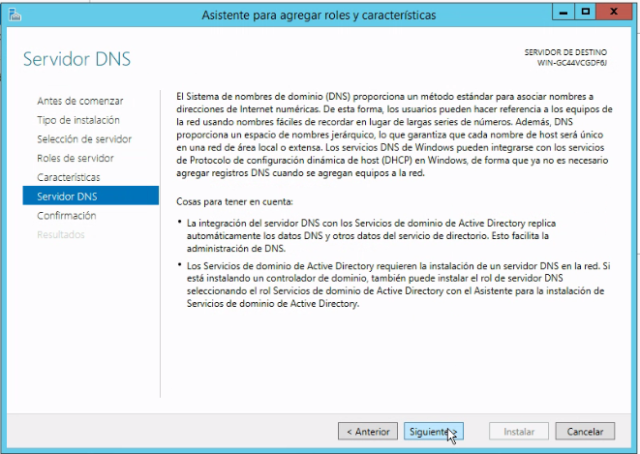 Asistente para agregar roles y características
Servidor DNS
SERVIDOR DE DESTINO
WIN-GC44VCGDF6J
Antes de comenzar
Tipo de instalación
Selección de servidor
Roles de servidor
Características
Servidor DNS
Confirmación
Resultados
El Sistema de nombres de dominio (DNS) proporciona un método estándar para asociar nombres a
direcciones de Internet numéricas. De esta forma, los usuarios pueden hacer referencia a los equipos de
la red usando nombres fáciles de recordar en lugar de largas series de números. Además, DNS
proporciona un espacio de nombres jerárquico, lo que garantiza que cada nombre de host será único
en una red de área local o extensa. Los servicios DNS de Windows pueden integrarse con los servicios
de Protocolo de configuración dinámica de host (DHCP) en Windows, de forma que ya no es necesario
agregar registros DNS cuando se agregan equipos a la red.
Cosas para tener en cuenta:
• La integración del servidor DNS con los Servicios de dominio de Active Directory replica
automáticamente los datos DNS y otros datos del servicio de directorio. Esto facilita la
administración de DNS.
• Los Servicios de dominio de Active Directory requieren la instalación de un servidor DNS en la red. Si
está instalando un controlador de dominio, también puede instalar el rol de servidor DNS
seleccionando el rol Servicios de dominio de Active Directory con el Asistente para la instalación de
Servicios de dominio de Active Directory.
< Anterior
Siguiente >
Instalar
Cancelar